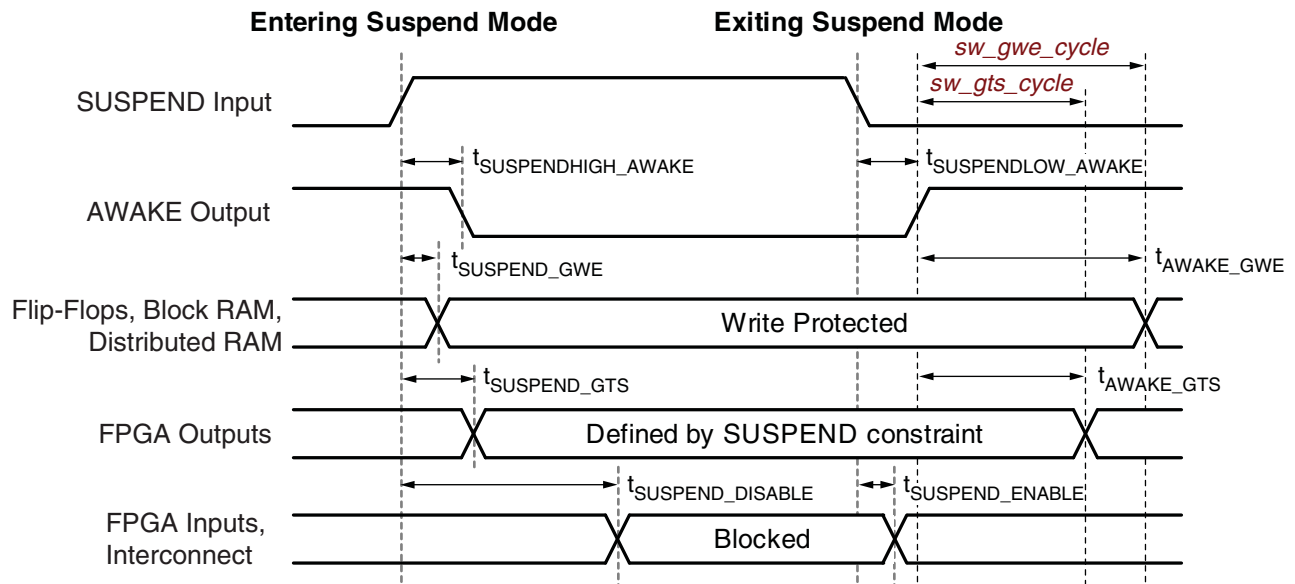 Entering Suspend Mode
Exiting Suspend Mode
sw_gwe_cycle
sw_gts_cycle
SUSPEND Input
tSUSPENDHIGH_AWAKE
tSUSPENDLOW_AWAKE
AWAKE Output
tSUSPEND_GWE
tAWAKE_GWE
Flip-Flops, Block RAM,
Distributed RAM
Write Protected
tSUSPEND_GTS
tAWAKE_GTS
FPGA Outputs
Defined by SUSPEND constraint
tSUSPEND_DISABLE
tSUSPEND_ENABLE
FPGA Inputs,
Interconnect
Blocked